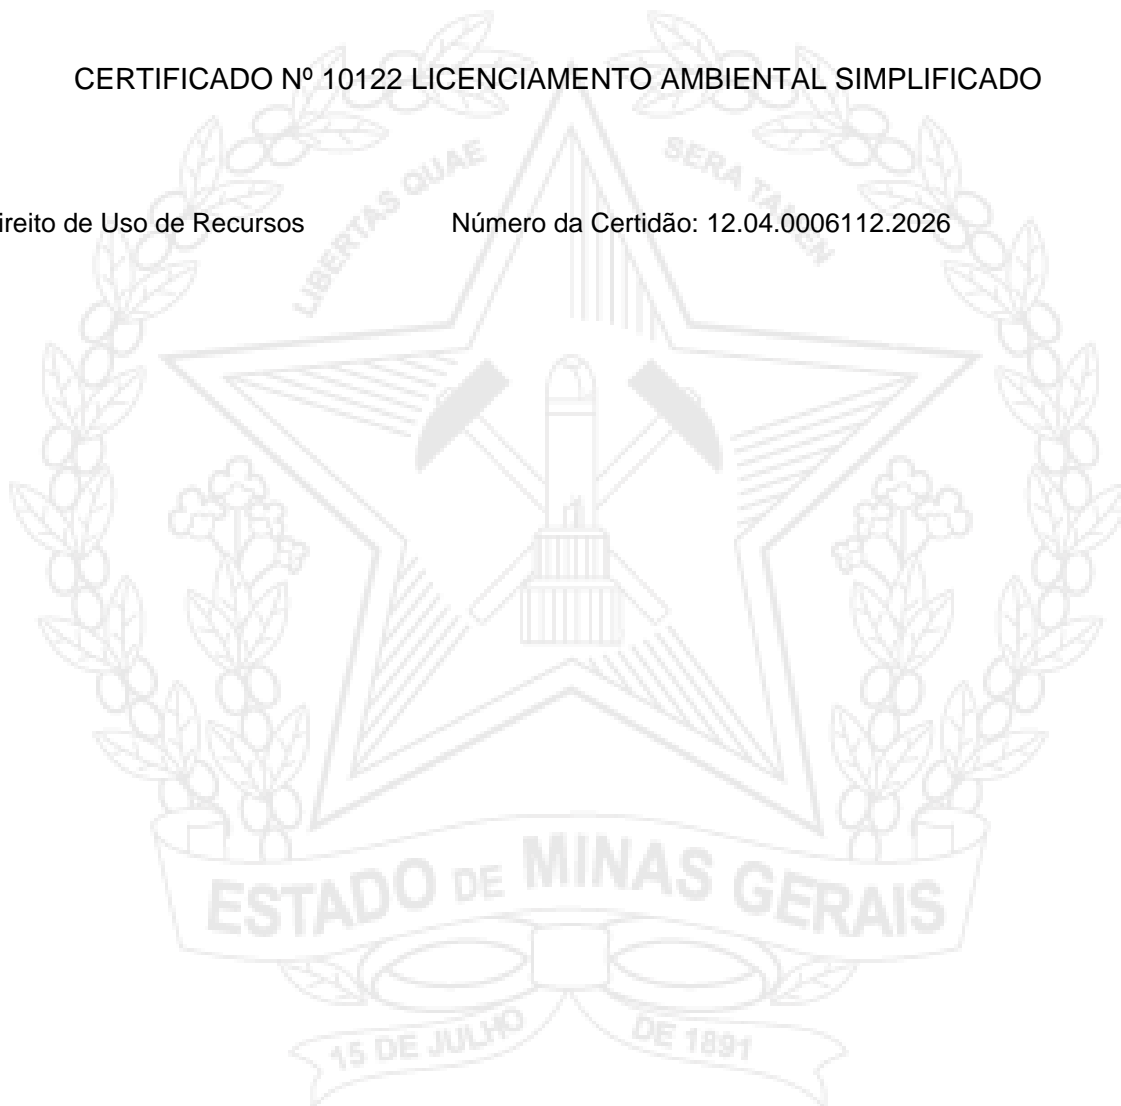 CERTIFICADO Nº 10122 LICENCIAMENTO AMBIENTAL SIMPLIFICADO
LIBERTAS QUAE SERA TAMEN
ireito de Uso de Recursos Número da Certidão: 12.04.0006112.2026
ESTADO DE MINAS GERAIS
15 DE JULHO DE 1891